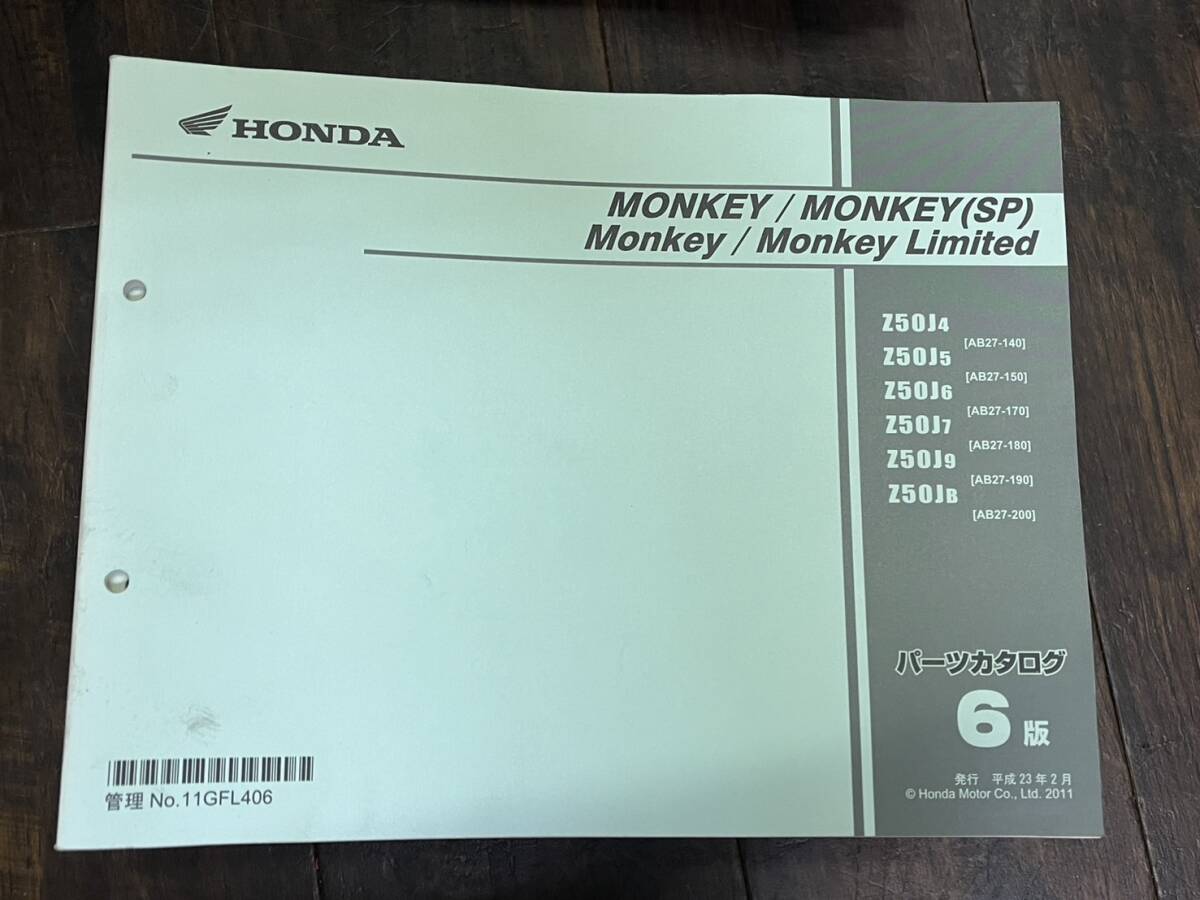 HONDA
MONKEY / MONKEY(SP)
Monkey / Monkey Limited
Z50J4
[AB27-140]
Z50J5
[AB27-150]
Z50J6
[AB27-170]
Z50J7
[AB27-180]
Z50J9
[AB27-190]
Z50JB
[AB27-200]
パーツカタログ
6版
発行 平成23年2月
© Honda Motor Co., Ltd. 2011
管理 No.11GFL406